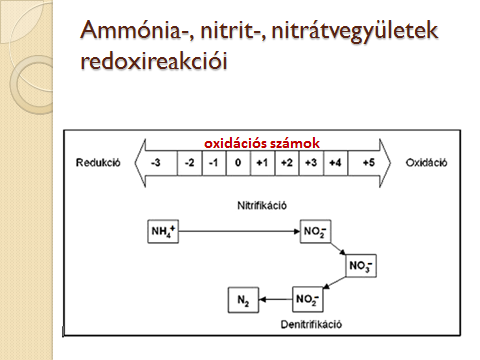 Ammónia-, nitrit-, nitrátvegyületek
redoxireakciói
oxidációs számok
Redukció -3 -2 -1 0 +1 +2 +3 +4 +5 Oxidáció
Nitrifikáció
NH₄⁺ NO₂⁻
NO₃⁻
N₂ NO₂⁻
Denitrifikáció